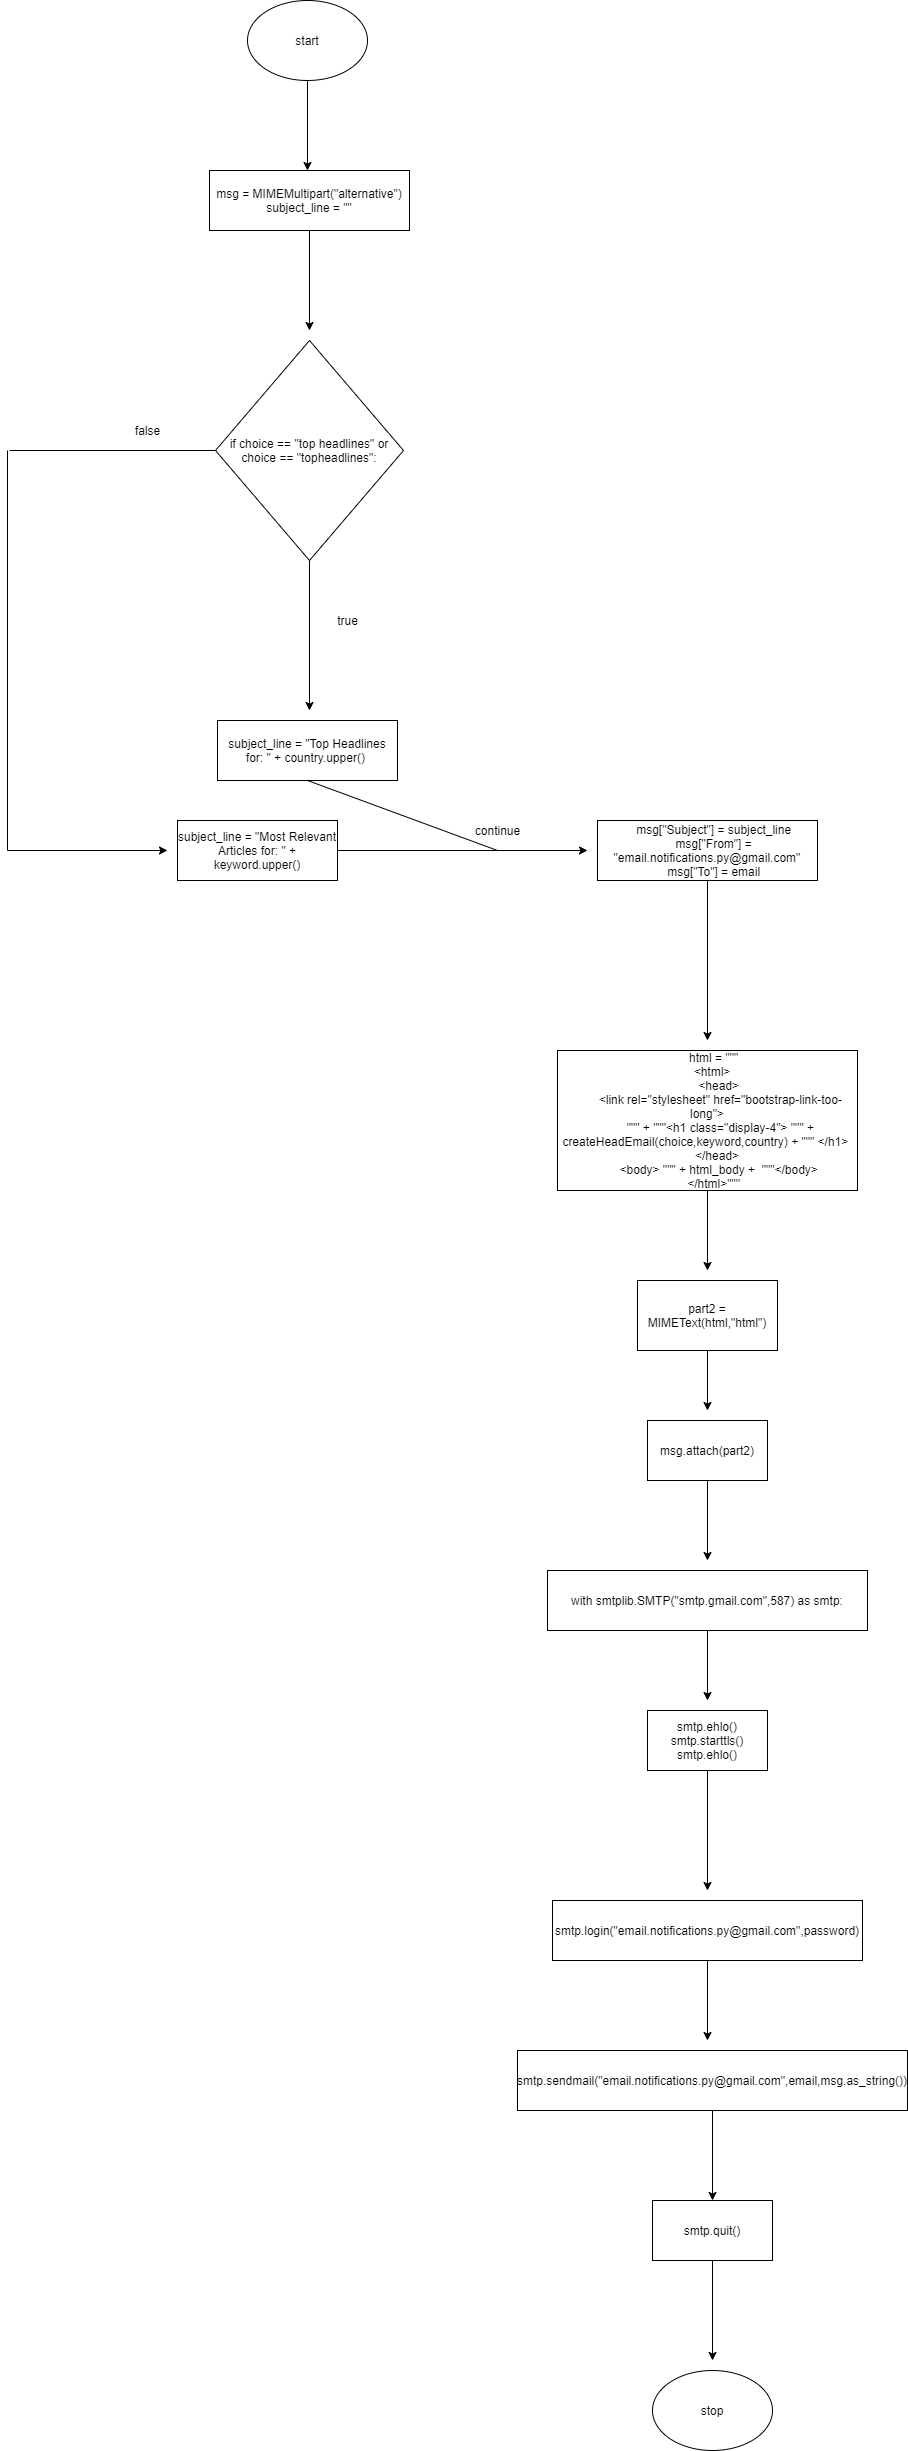 start
msg = MIMEMultipart("alternative")
subject_line = ""
false
if choice == "top headlines" or
choice == "topheadlines":
true
subject_line = "Top Headlines
for: " + country.upper()
continue
subject_line = "Most Relevant
Articles for: " +
keyword.upper()
msg["Subject"] = subject_line
msg["From"] =
"email.notifications.py@gmail.com"
msg["To"] = email
html = """
<html>
<head>
<link rel="stylesheet" href="bootstrap-link-too-
long">
""" + """<h1 class="display-4"> """ +
createHeadEmail(choice,keyword,country) + """ </h1>
</head>
<body> """ + html_body + """</body>
</html>"""
part2 =
MIMEText(html,"html")
msg.attach(part2)
with smtplib.SMTP("smtp.gmail.com",587) as smtp:
smtp.ehlo()
smtp.starttls()
smtp.ehlo()
smtp.login("email.notifications.py@gmail.com",password)
smtp.sendmail("email.notifications.py@gmail.com",email,msg.as_string())
smtp.quit()
stop